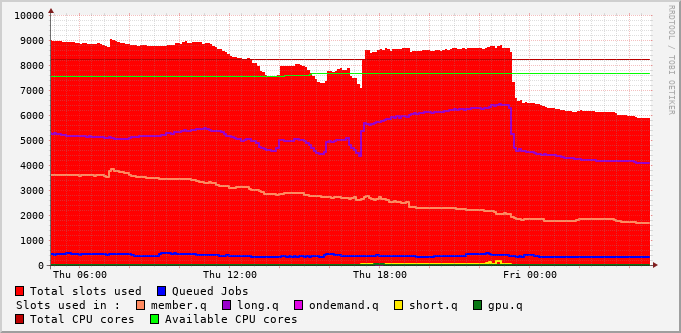 10000
9000
8000
7000
6000
5000
4000
3000
2000
1000
0
Thu 06:00 Thu 12:00 Thu 18:00 Fri 00:00
RRDTOOL / TOBI OETIKER
Total slots used Queued Jobs
Slots used in : member.q long.q ondemand.q short.q gpu.q
Total CPU cores Available CPU cores